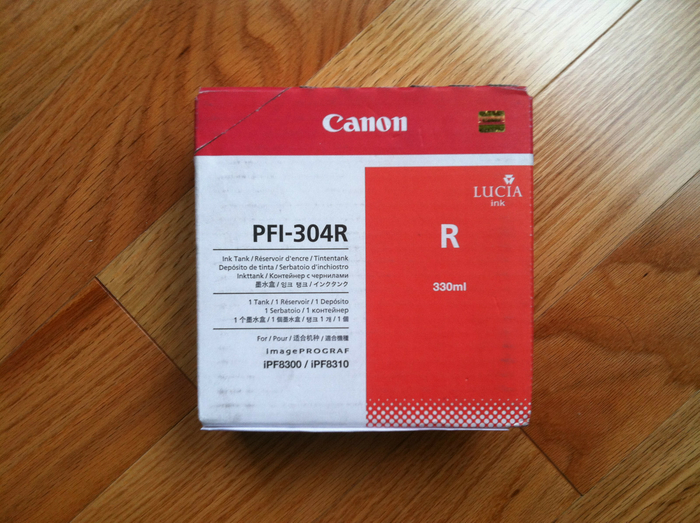 Canon
LUCIA
ink
PFI-304R
R
Ink Tank / Réservoir d'encre / Tintentank
Depósito de tinta / Serbatoio d'inchiostro
Inkttank / Контейнер с чернилами
墨水盒 / 잉크 탱크 / インクタンク
330ml
1 Tank / 1 Réservoir / 1 Depósito
1 Serbatoio / 1 контейнер
1 个墨水盒 / 1 個墨水盒 / 탱크 1 개 / 1 個
For / Pour / 适合机种 / 適合機種
imagePROGRAF
iPF8300 / iPF8310